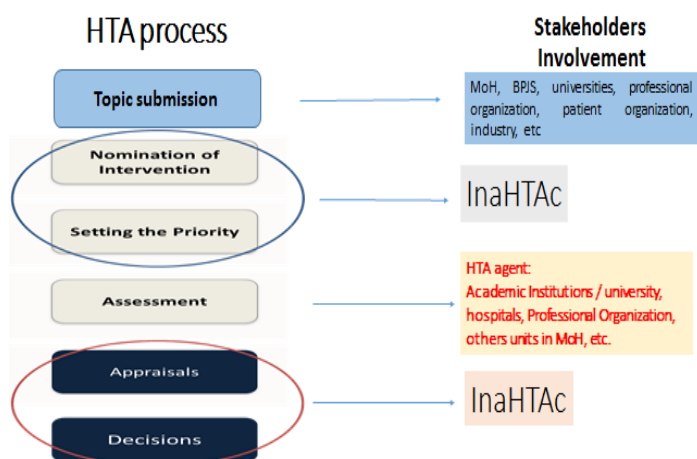 HTA process
Stakeholders
Involvement
Topic submission
MoH, BPJS, universities, professional
organization, patient organization,
industry, etc
Nomination of
Intervention
InaHTAc
Setting the Priority
Assessment
HTA agent:
Academic Institutions / university,
hospitals, Professional Organization,
others units in MoH, etc.
Appraisals
InaHTAc
Decisions